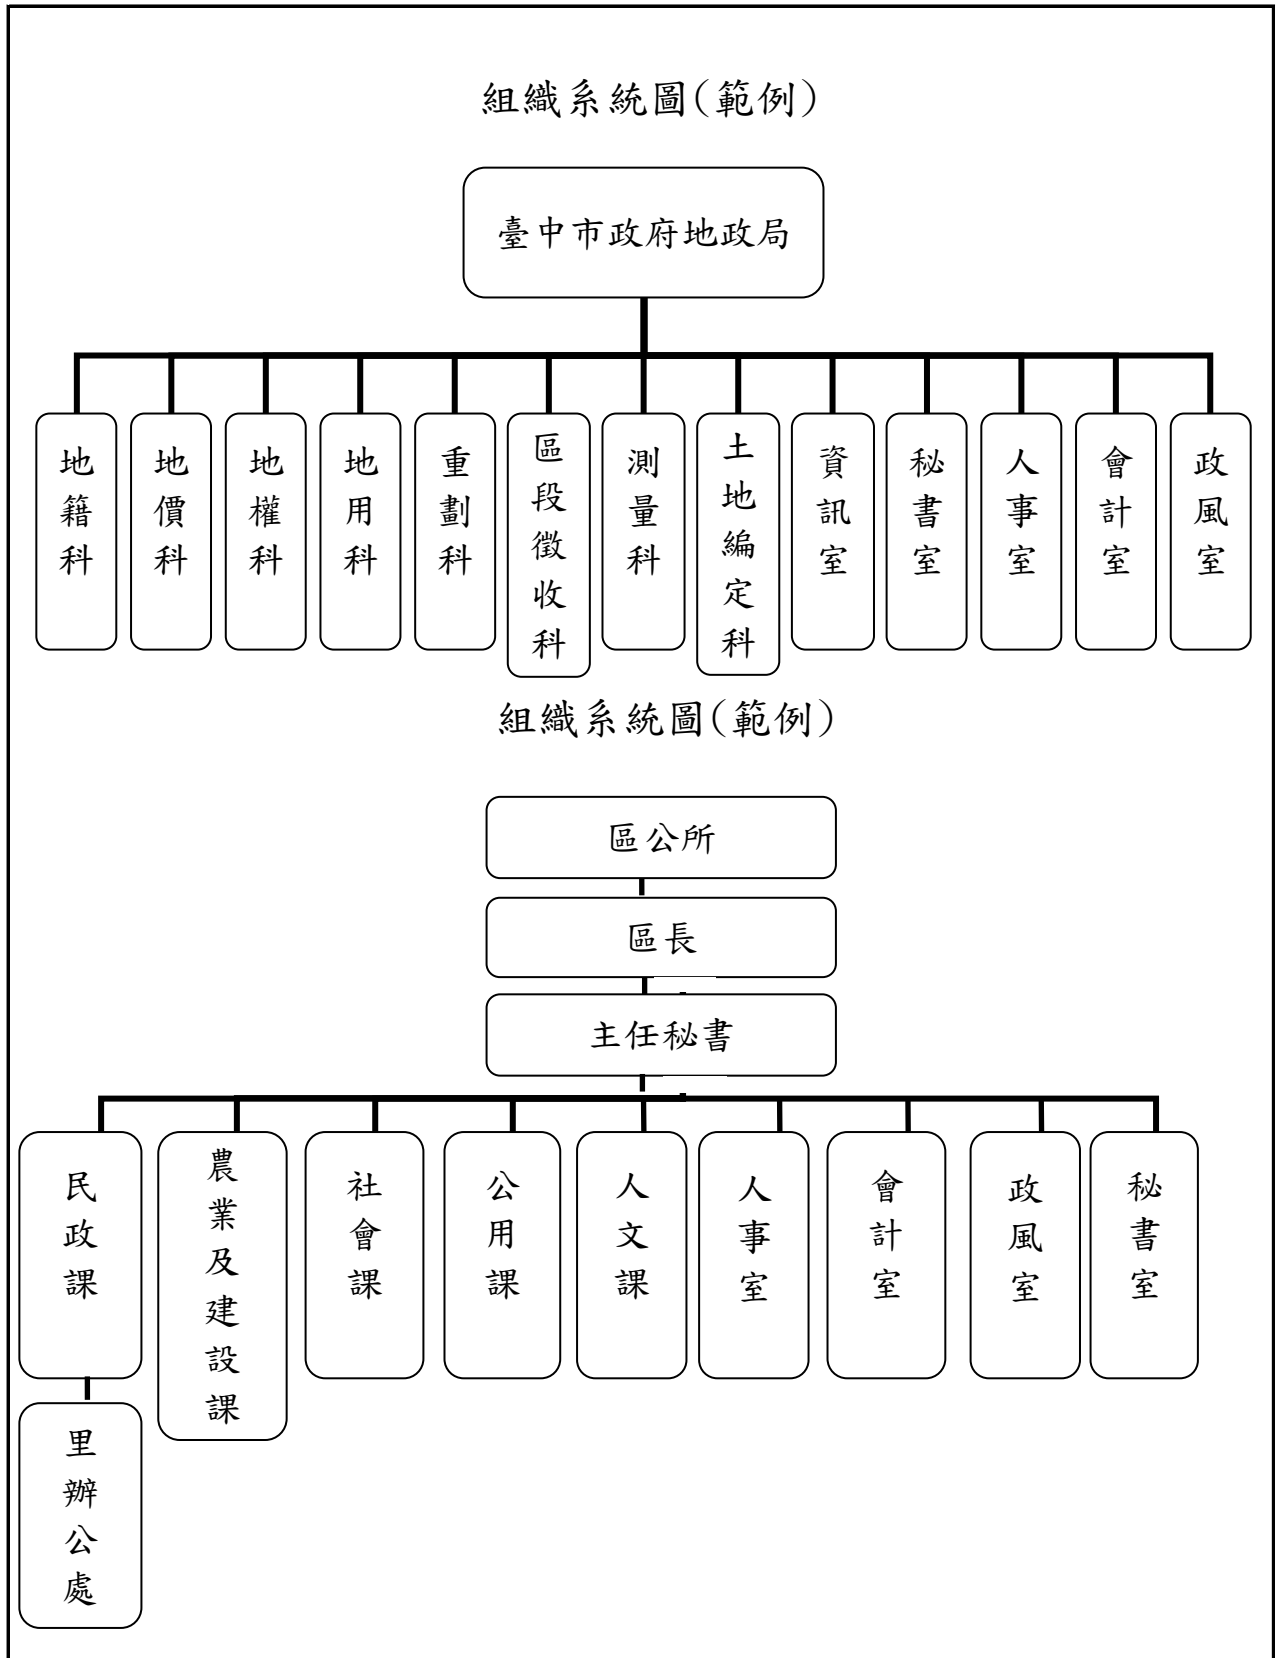 組織系統圖(範例)
臺中市政府地政局
地籍科
地價科
地權科
地用科
重劃科
區段徵收科
測量科
土地編定科
資訊室
秘書室
人事室
會計室
政風室
組織系統圖(範例)
區公所
區長
主任秘書
民政課
農業及建設課
社會課
公用課
人文課
人事室
會計室
政風室
秘書室
里辦公處